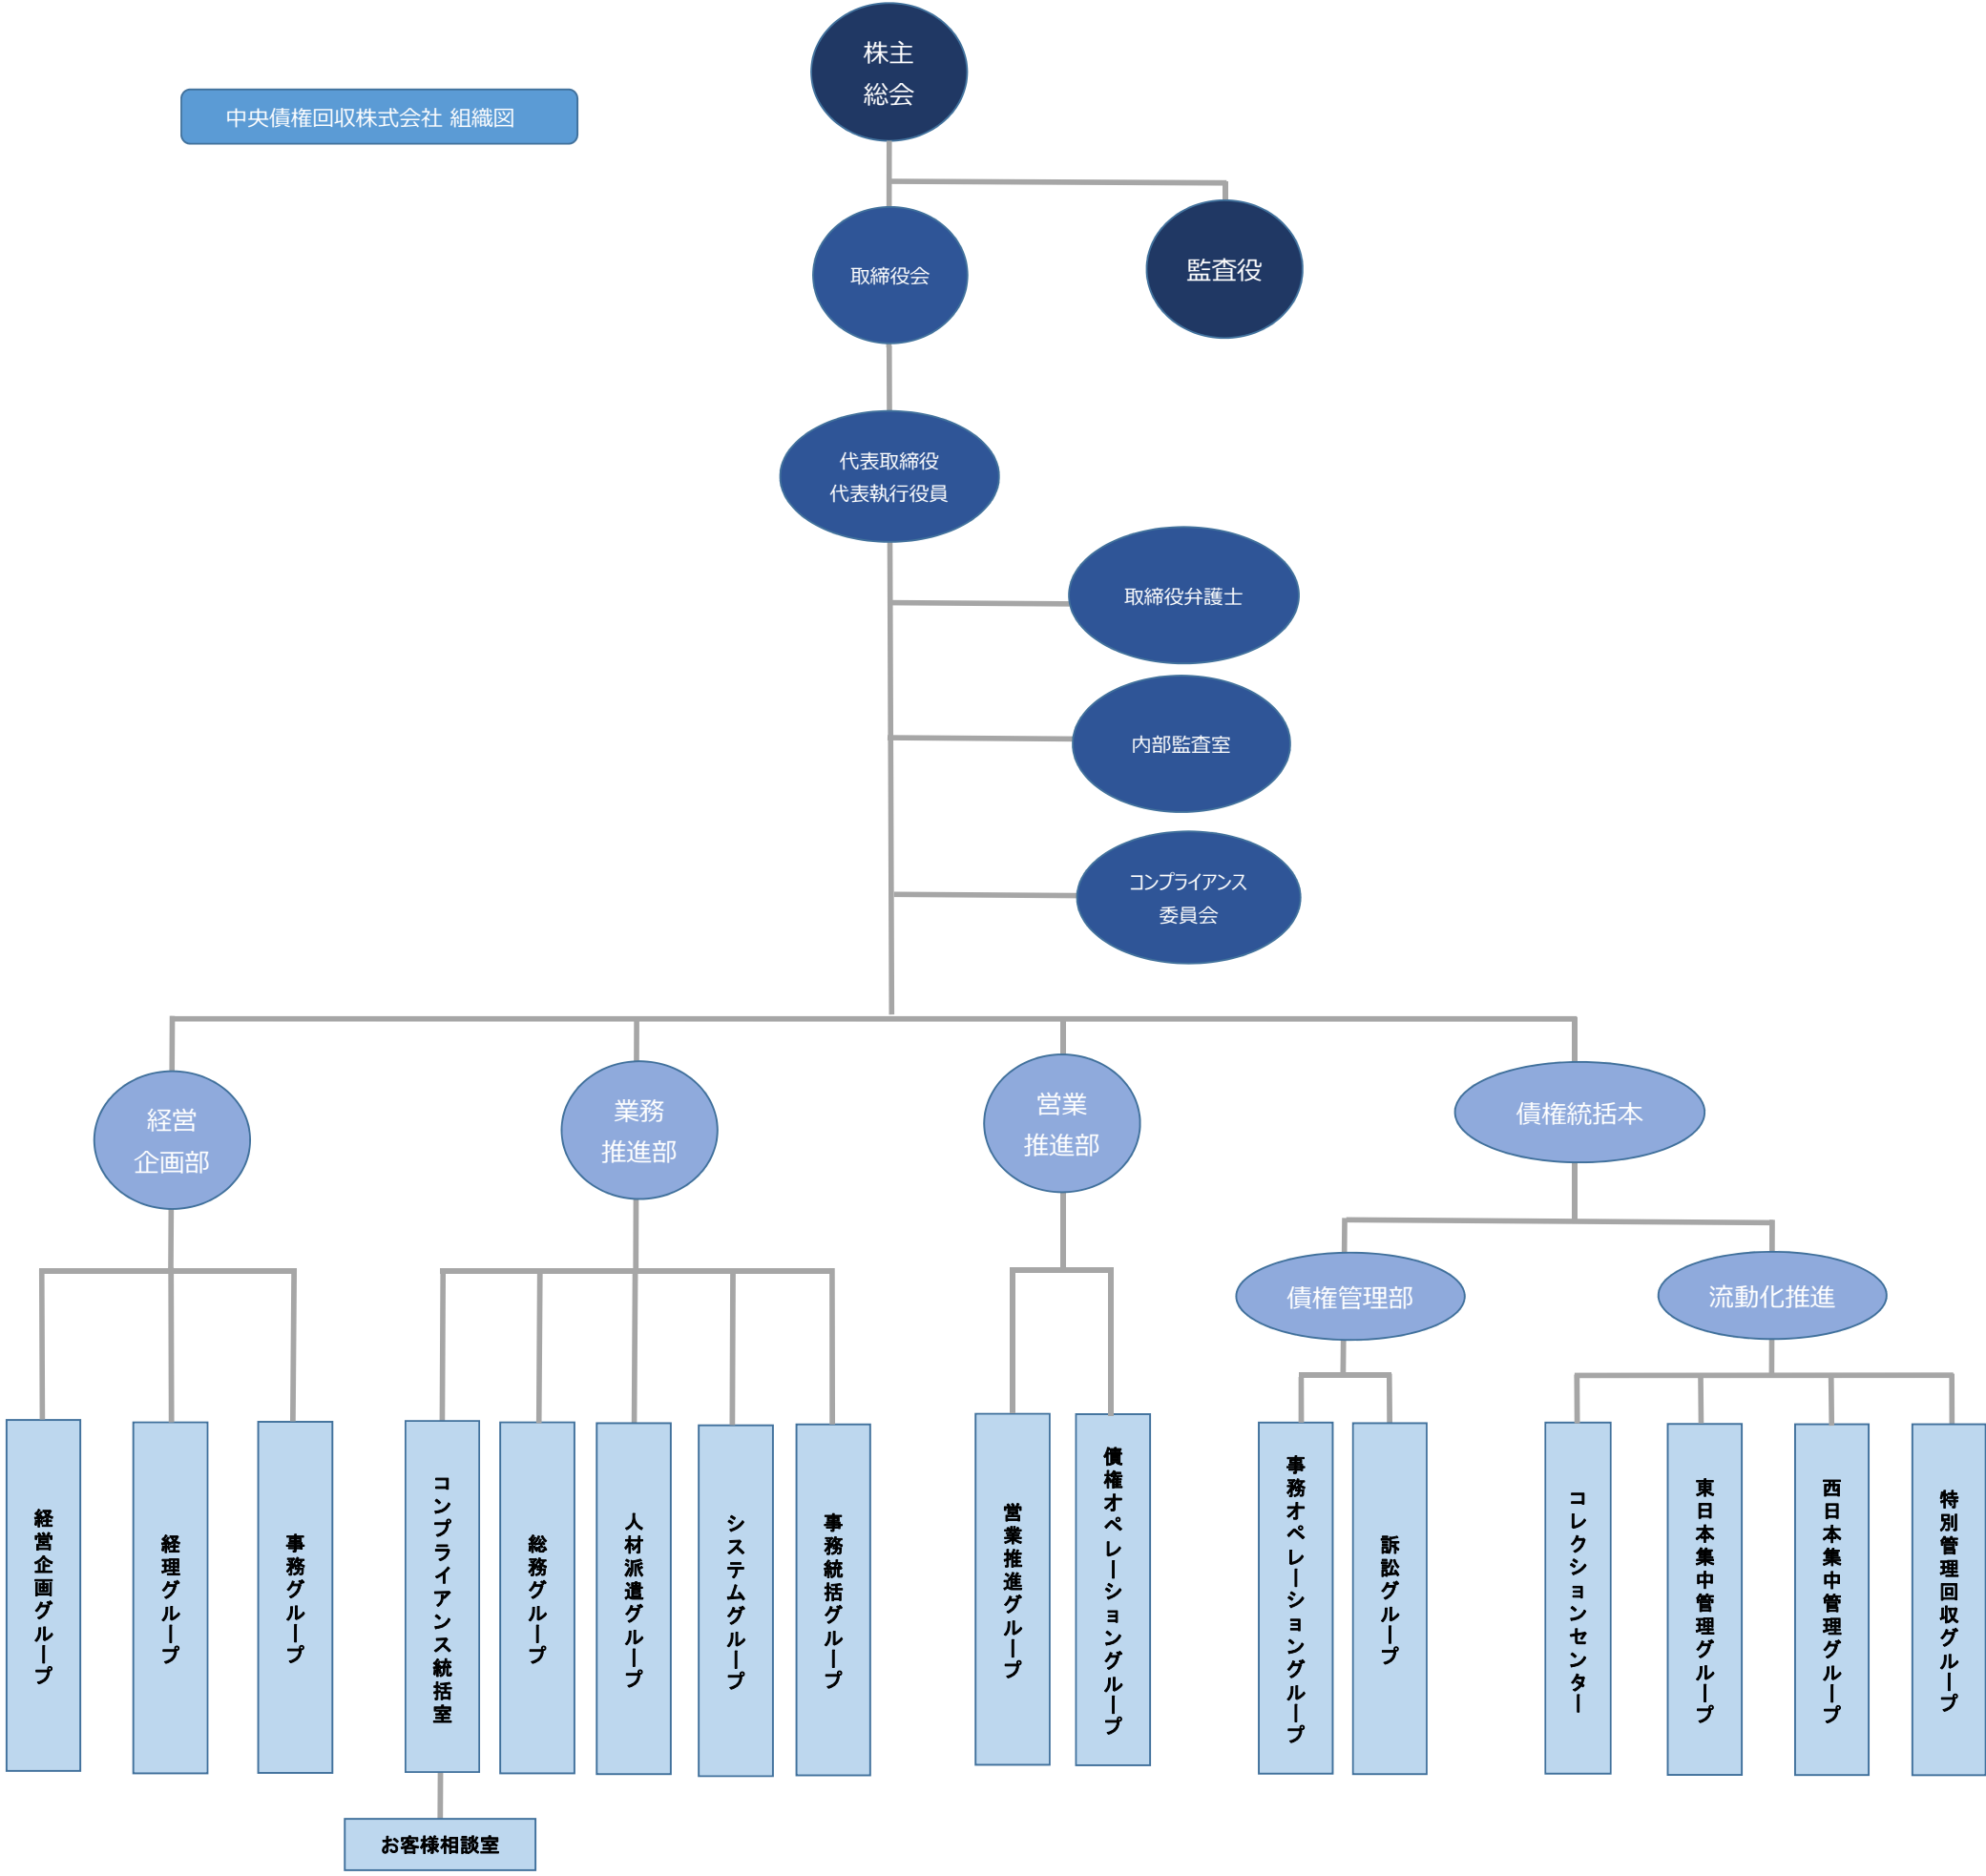 株主
総会
中央債権回収株式会社 組織図
取締役会
監査役
代表取締役
代表執行役員
取締役弁護士
内部監査室
コンプライアンス
委員会
経営
企画部
業務
推進部
営業
推進部
債権統括本
債権管理部
流動化推進
経営企画グループ
経理グループ
事務グループ
コンプライアンス統括室
総務グループ
人材派遣グループ
システムグループ
事務統括グループ
営業推進グループ
債権オペレーショングループ
事務オペレーショングループ
訴訟グループ
コレクションセンター
東日本集中管理グループ
西日本集中管理グループ
特別管理回収グループ
お客様相談室